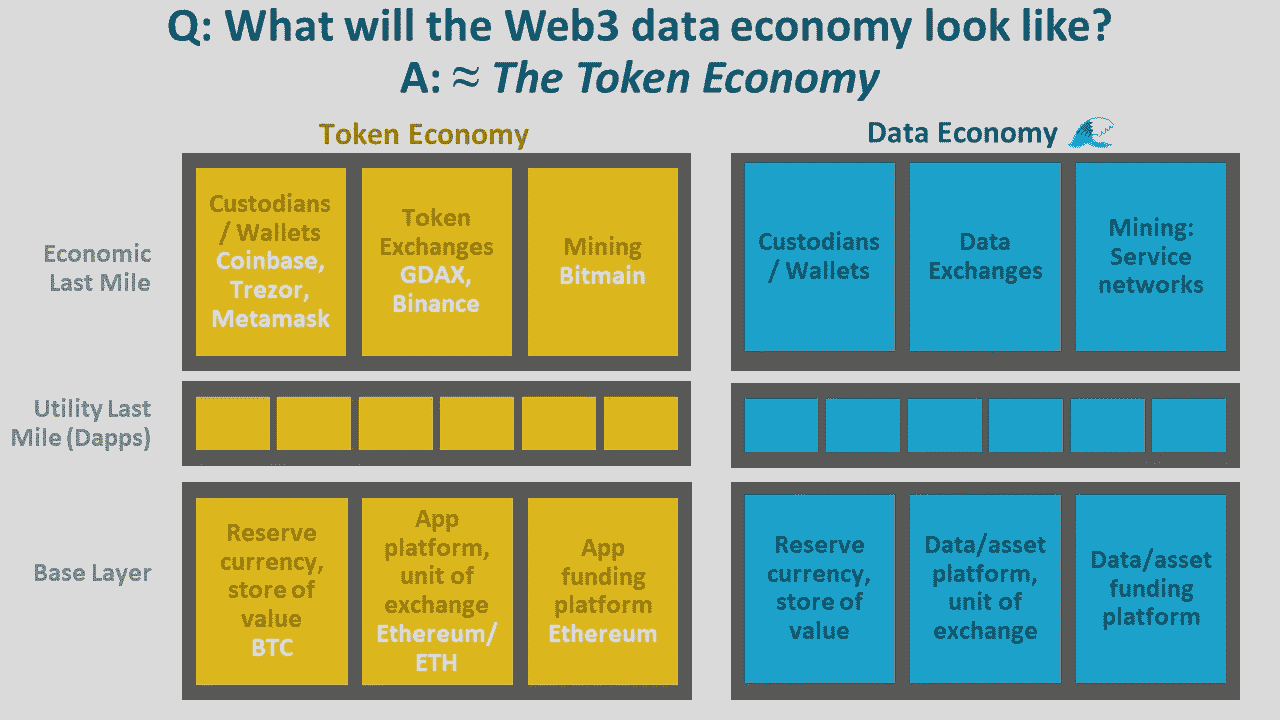 Q: What will the Web3 data economy look like?
A: ≈ The Token Economy
Token Economy
Data Economy
Economic
Last Mile
Custodians
/ Wallets
Coinbase,
Trezor,
Metamask
Token
Exchanges
GDAX,
Binance
Mining
Bitmain
Custodians
/ Wallets
Data
Exchanges
Mining:
Service
networks
Utility Last
Mile (Dapps)
Base Layer
Reserve
currency,
store of
value
BTC
App
platform,
unit of
exchange
Ethereum/
ETH
App
funding
platform
Ethereum
Reserve
currency,
store of
value
Data/asset
platform,
unit of
exchange
Data/asset
funding
platform